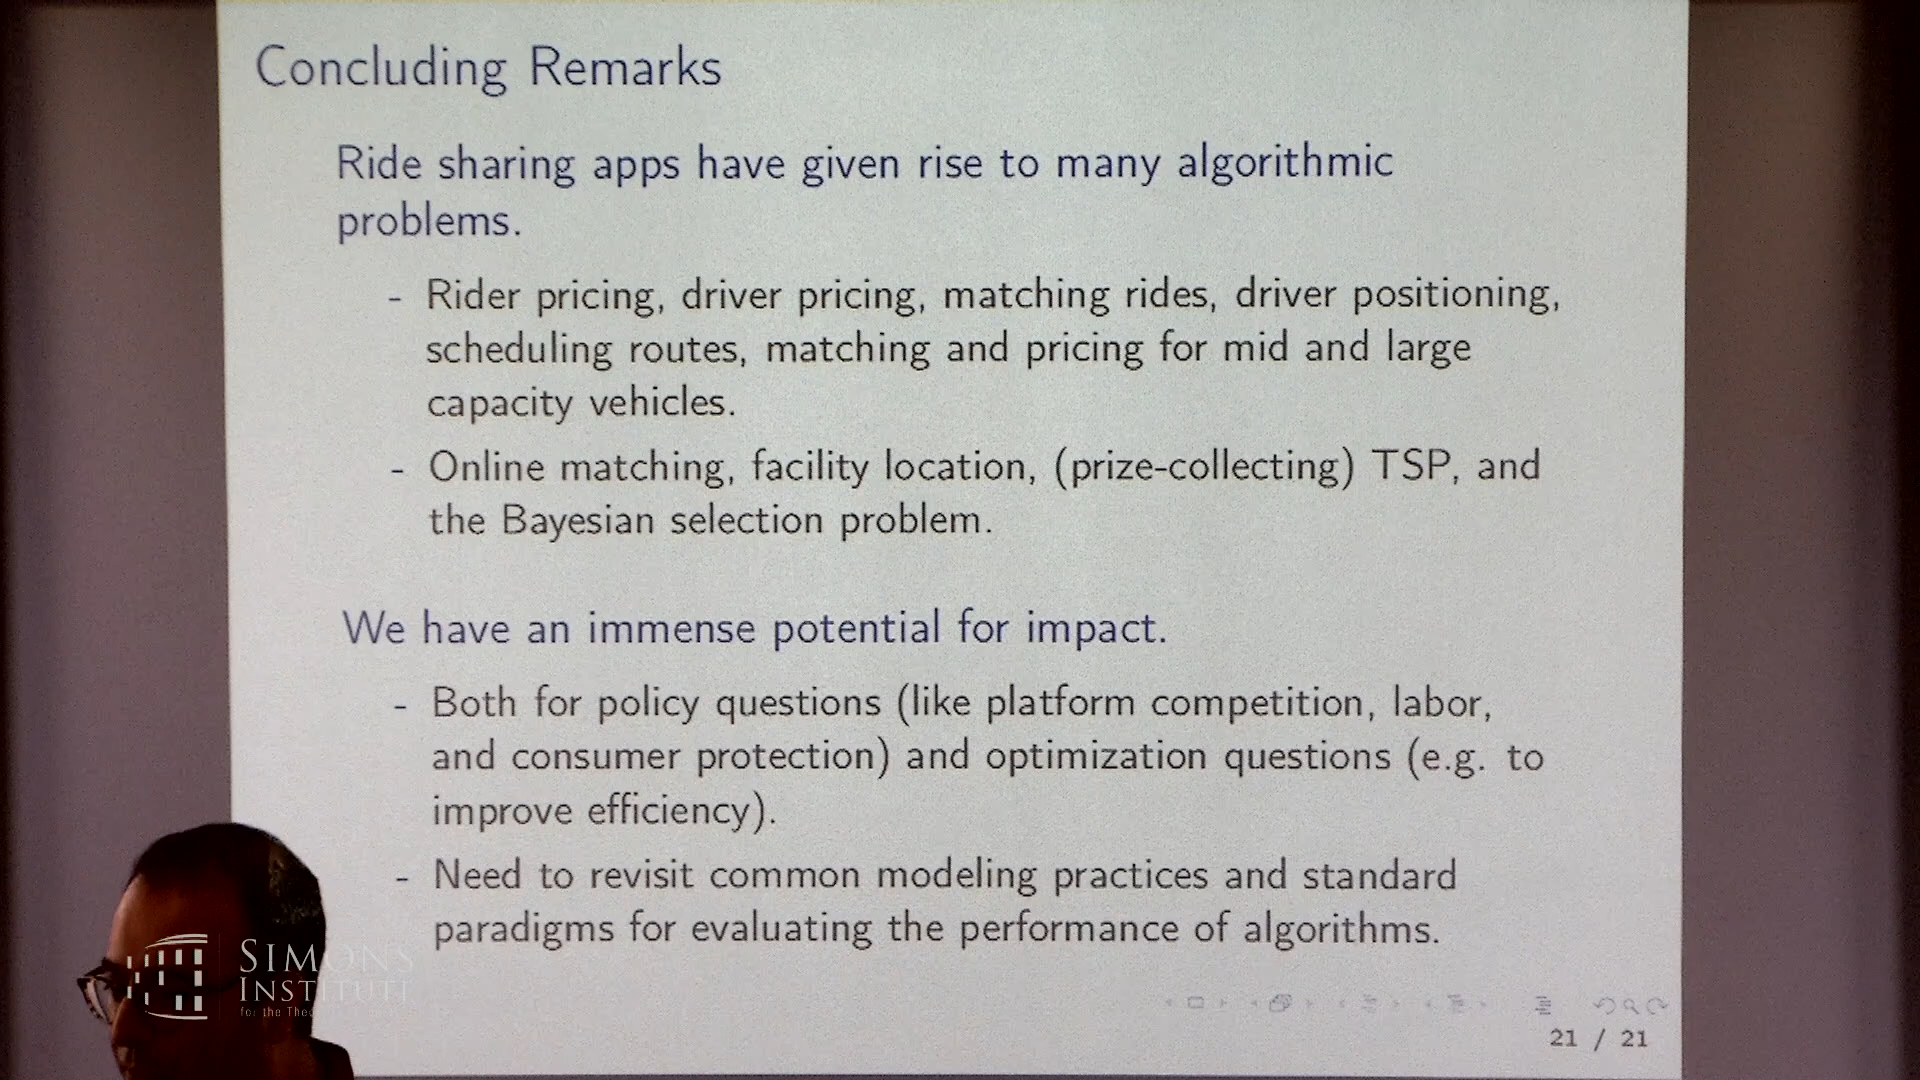 Concluding Remarks
Ride sharing apps have given rise to many algorithmic
problems.
- Rider pricing, driver pricing, matching rides, driver positioning,
scheduling routes, matching and pricing for mid and large
capacity vehicles.
- Online matching, facility location, (prize-collecting) TSP, and
the Bayesian selection problem.
We have an immense potential for impact.
- Both for policy questions (like platform competition, labor,
and consumer protection) and optimization questions (e.g. to
improve efficiency).
- Need to revisit common modeling practices and standard
paradigms for evaluating the performance of algorithms.
SIMONS
INSTITUTE
for the
21 / 21